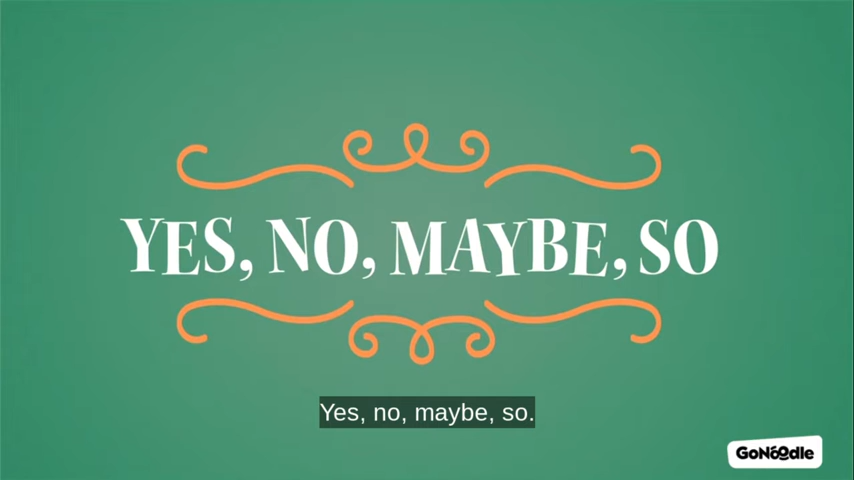 YES, NO, MAYBE, SO
Yes, no, maybe, so.
GoNoodle